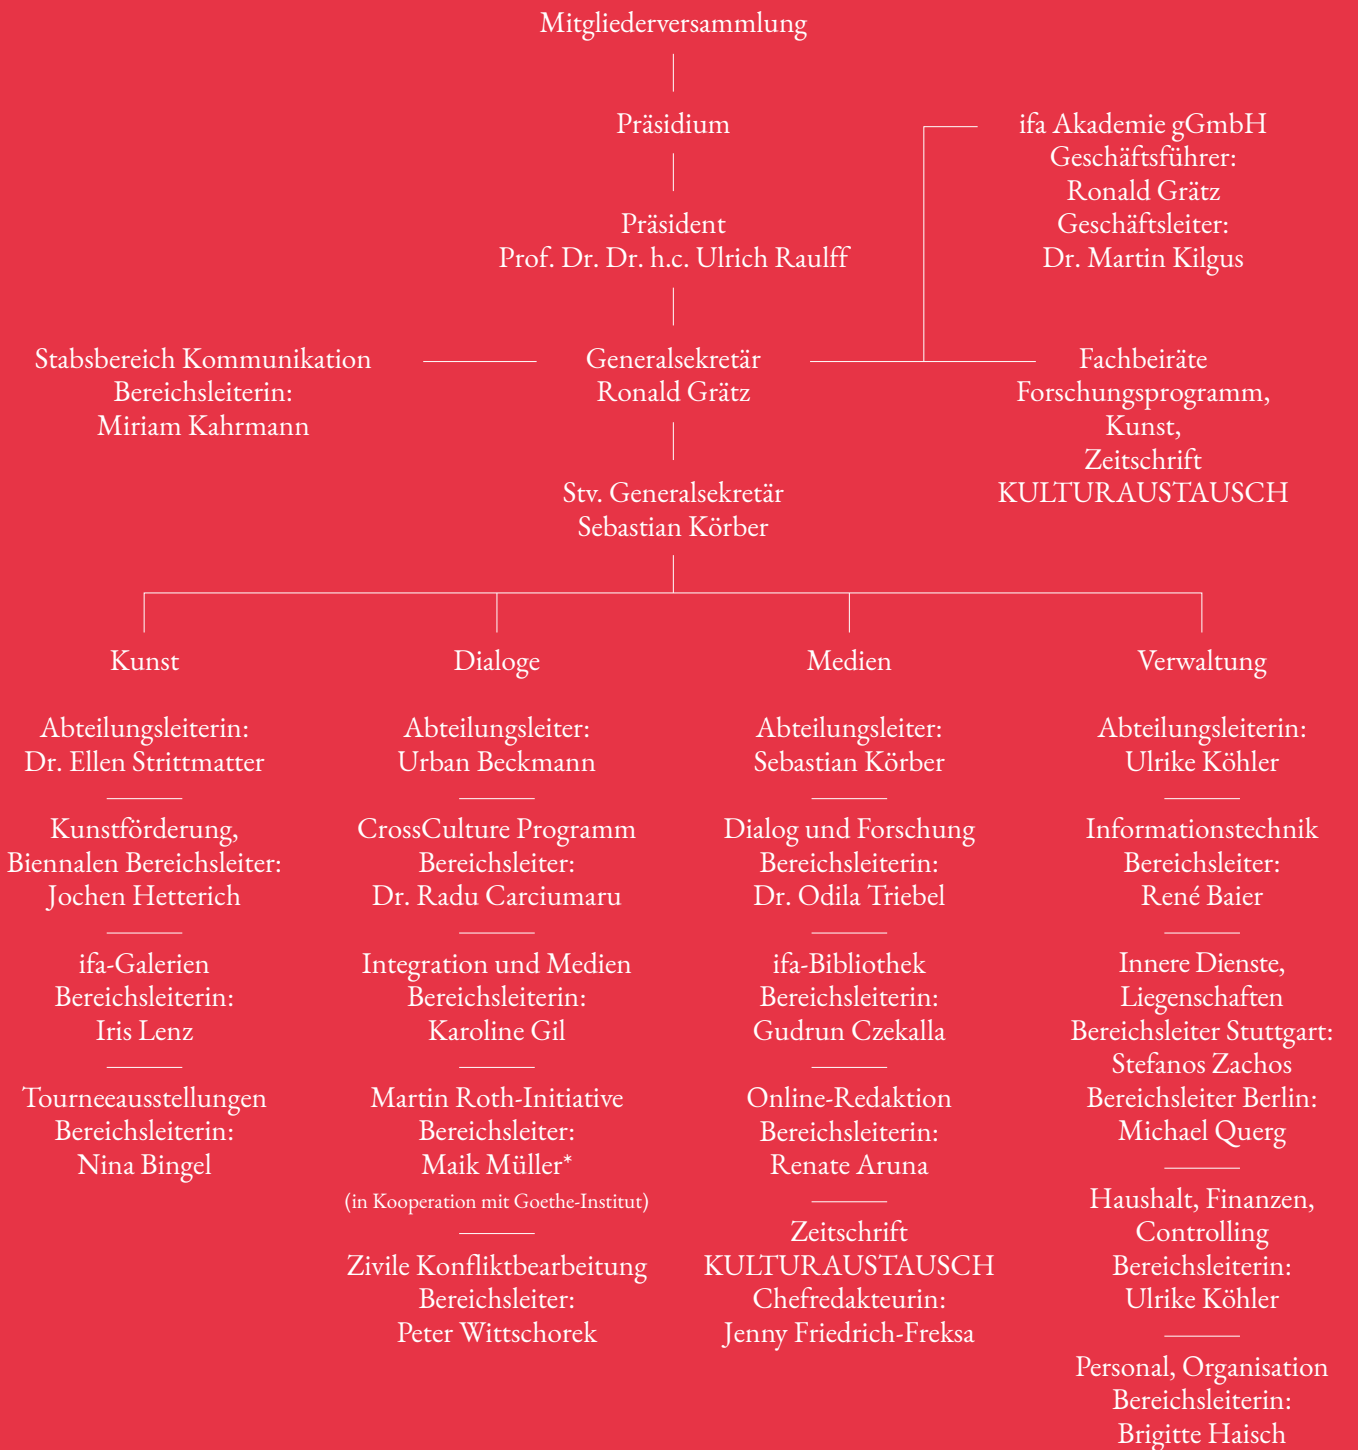 Mitgliederversammlung
Präsidium
Präsident
Prof. Dr. Dr. h.c. Ulrich Raulff
ifa Akademie gGmbH
Geschäftsführer:
Ronald Grätz
Geschäftsleiter:
Dr. Martin Kilgus
Stabsbereich Kommunikation
Bereichsleiterin:
Miriam Kahrmann
Generalsekretär
Ronald Grätz
Fachbeiräte
Forschungsprogramm,
Kunst,
Zeitschrift
KULTURAUSTAUSCH
Stv. Generalsekretär
Sebastian Körber
Kunst
Abteilungsleiterin:
Dr. Ellen Strittmatter
Kunstförderung,
Biennalen Bereichsleiter:
Jochen Hetterich
ifa-Galerien
Bereichsleiterin:
Iris Lenz
Tourneeausstellungen
Bereichsleiterin:
Nina Bingel
Dialoge
Abteilungsleiter:
Urban Beckmann
CrossCulture Programm
Bereichsleiter:
Dr. Radu Carciumaru
Integration und Medien
Bereichsleiterin:
Karoline Gil
Martin Roth-Initiative
Bereichsleiter:
Maik Müller*
(in Kooperation mit Goethe-Institut)
Zivile Konfliktbearbeitung
Bereichsleiter:
Peter Wittschorek
Medien
Abteilungsleiter:
Sebastian Körber
Dialog und Forschung
Bereichsleiterin:
Dr. Odila Triebel
ifa-Bibliothek
Bereichsleiterin:
Gudrun Czekalla
Online-Redaktion
Bereichsleiterin:
Renate Aruna
Zeitschrift
KULTURAUSTAUSCH
Chefredakteurin:
Jenny Friedrich-Freksa
Verwaltung
Abteilungsleiterin:
Ulrike Köhler
Informationstechnik
Bereichsleiter:
René Baier
Innere Dienste,
Liegenschaften
Bereichsleiter Stuttgart:
Stefanos Zachos
Bereichsleiter Berlin:
Michael Querg
Haushalt, Finanzen,
Controlling
Bereichsleiterin:
Ulrike Köhler
Personal, Organisation
Bereichsleiterin:
Brigitte Haisch